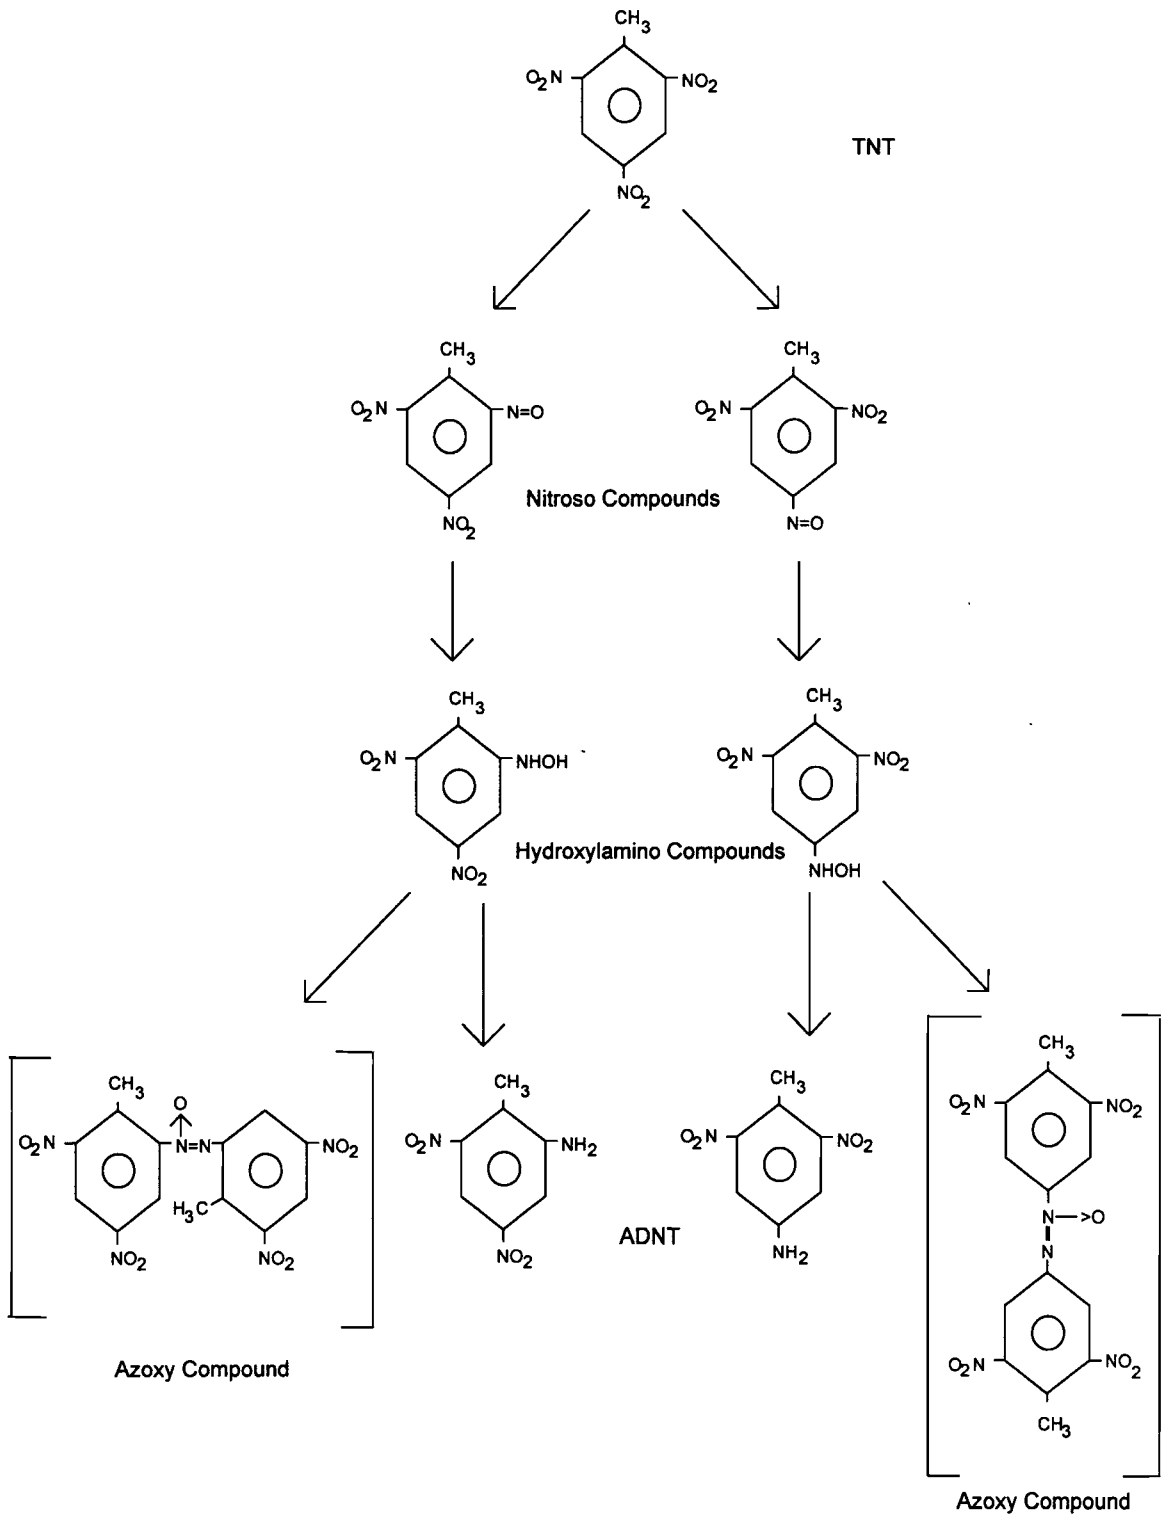 CH3
O2N NO2
TNT
NO2
CH3 CH3
O2N N=O O2N NO2
Nitroso Compounds
NO2 N=O
CH3 CH3
O2N NHOH O2N NO2
Hydroxylamino Compounds
NO2 NHOH
CH3
CH3 O CH3 CH3
O2N NO2
O2N N=N NO2 O2N NH2 O2N NO2
H3C
N—>O
ADNT
NO2 NO2 NO2 NH2
N
O2N NO2
Azoxy Compound
CH3
Azoxy Compound